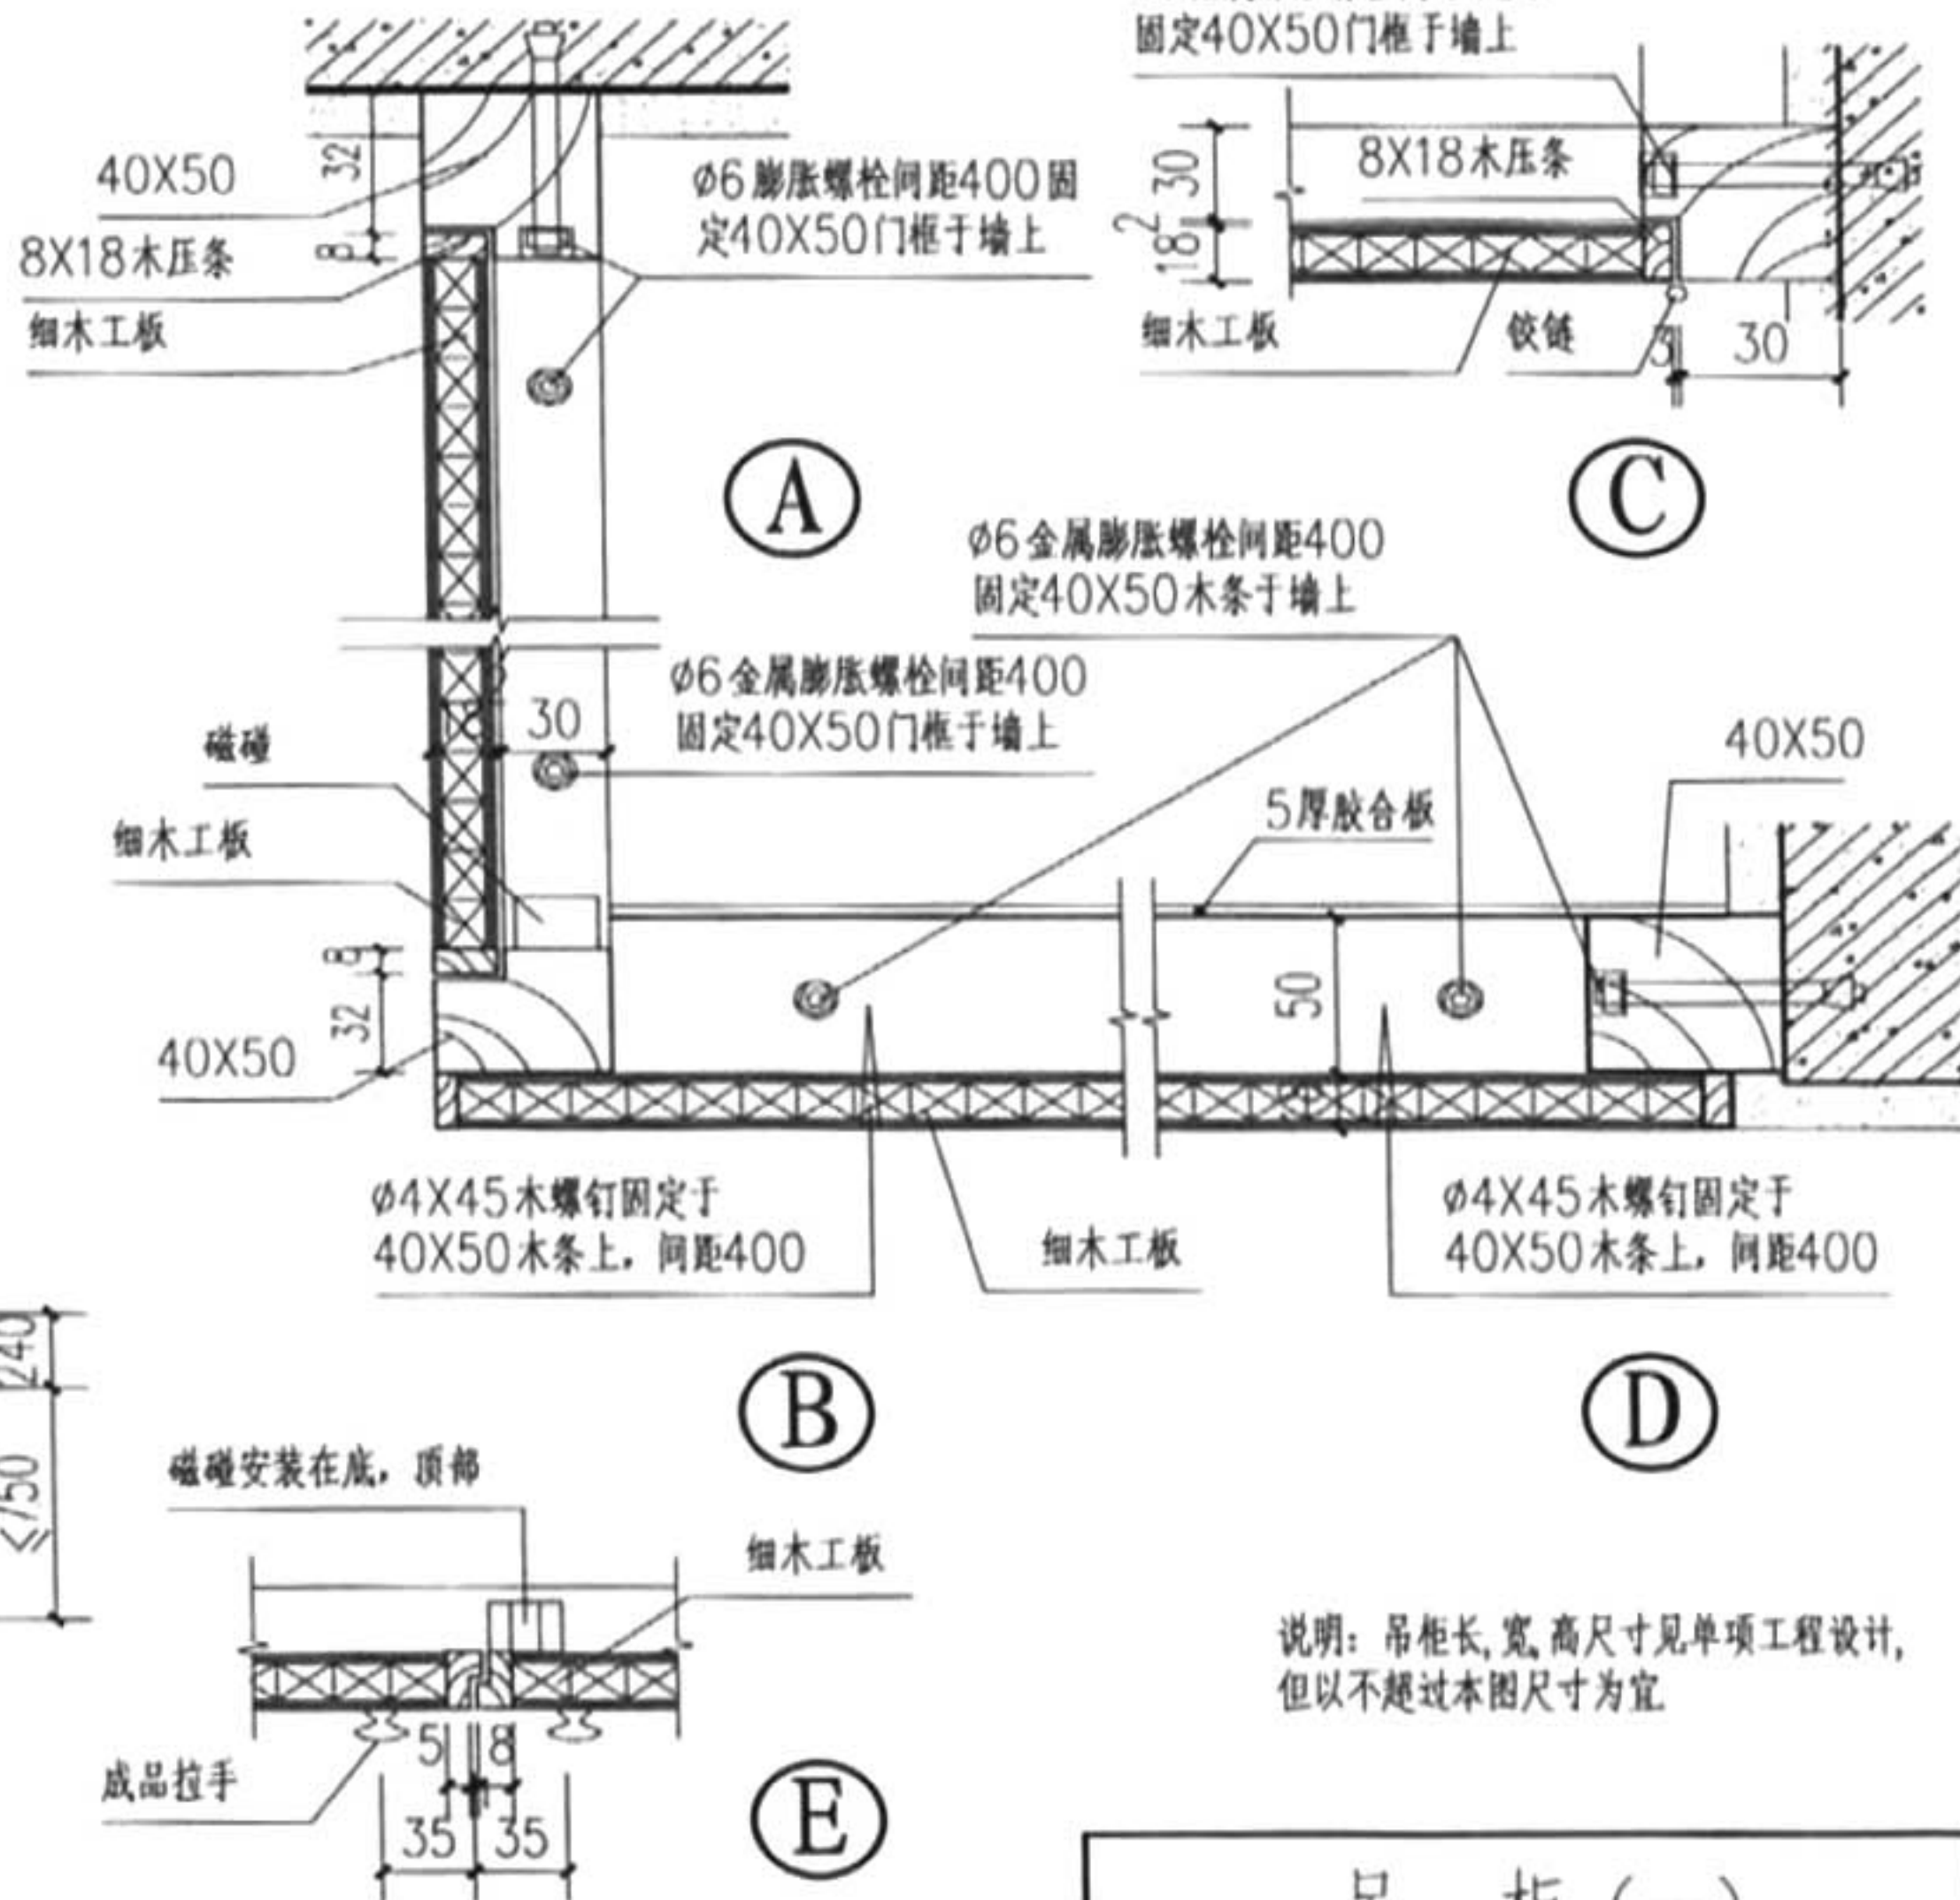 固定40X50门框于墙上
40X50
32
8
8X18木压条
细木工板
ø6膨胀螺栓间距400固
定40X50门框于墙上
30
2
18
8X18木压条
细木工板
铰链
3
30
A
C
ø6金属膨胀螺栓间距400
固定40X50木条于墙上
ø6金属膨胀螺栓间距400
固定40X50门框于墙上
30
磁碰
细木工板
5厚胶合板
40X50
8
32
40X50
50
ø4X45木螺钉固定于
40X50木条上，间距400
细木工板
ø4X45木螺钉固定于
40X50木条上，间距400
B
D
240
≤750
磁碰安装在底，顶部
细木工板
成品拉手
5
8
35
35
E
说明：吊柜长,宽,高尺寸见单项工程设计,
但以不超过本图尺寸为宜